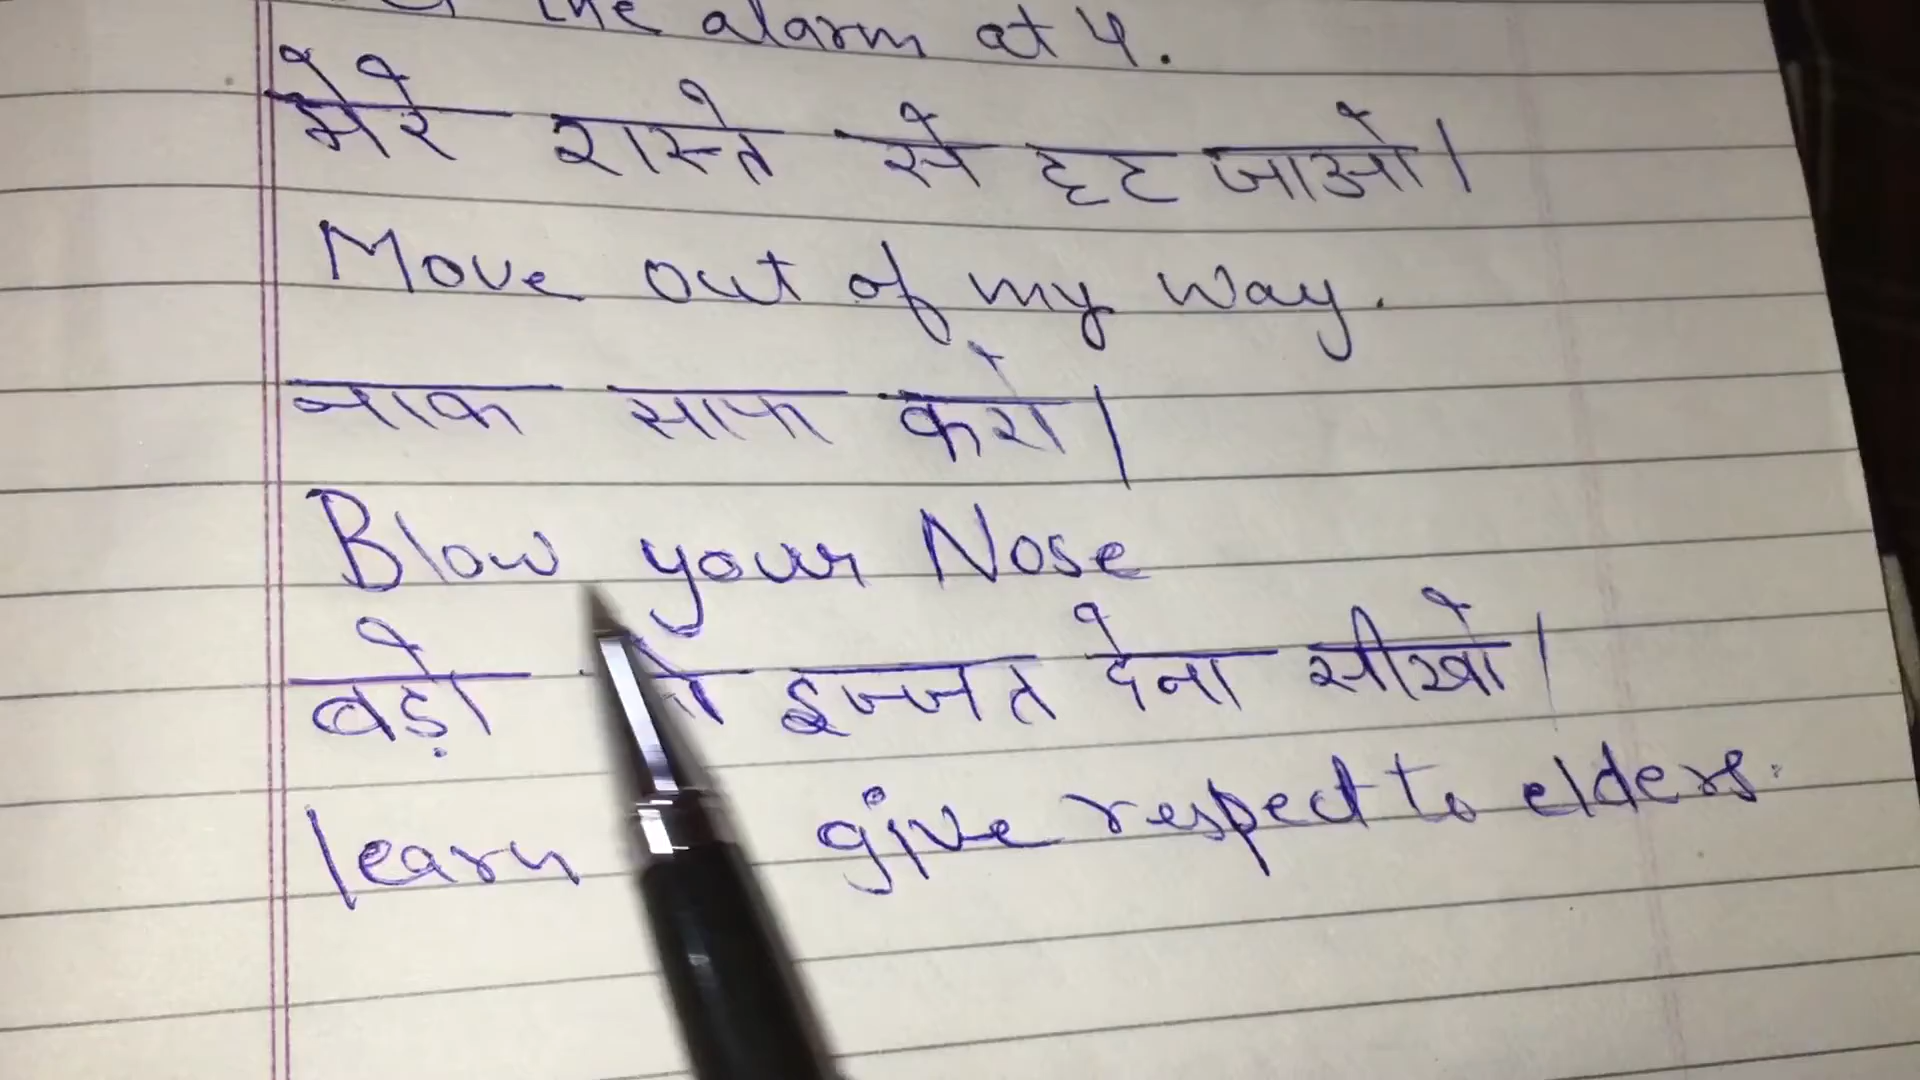 the alarm at 4.
मेरे रास्ते से हट जाओ।
Move out of my way.
नाक साफ करो।
Blow your Nose
बड़ो इज्जत देना सीखो।
learn give respect to elders.